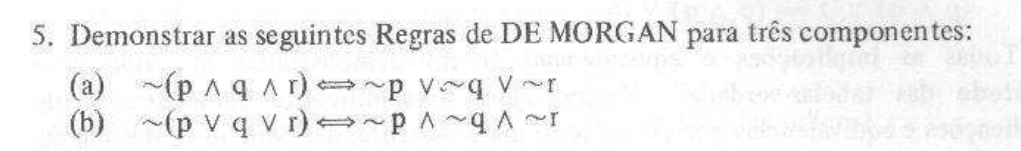 5. Demonstrar as seguintes Regras de DE MORGAN para três componentes:
(a) ~(p ∧ q ∧ r) ⟺ ~p ∨ ~q ∨ ~r
(b) ~(p ∨ q ∨ r) ⟺ ~p ∧ ~q ∧ ~r